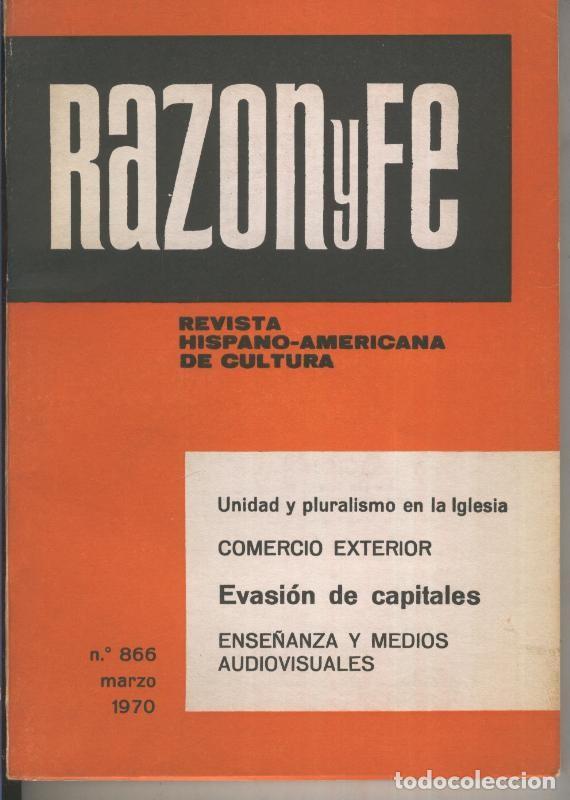 RaZonyFe
REVISTA
HISPANO-AMERICANA
DE CULTURA
Unidad y pluralismo en la Iglesia
COMERCIO EXTERIOR
Evasión de capitales
ENSEÑANZA Y MEDIOS
AUDIOVISUALES
n.° 866
marzo
1970
todocoleccion